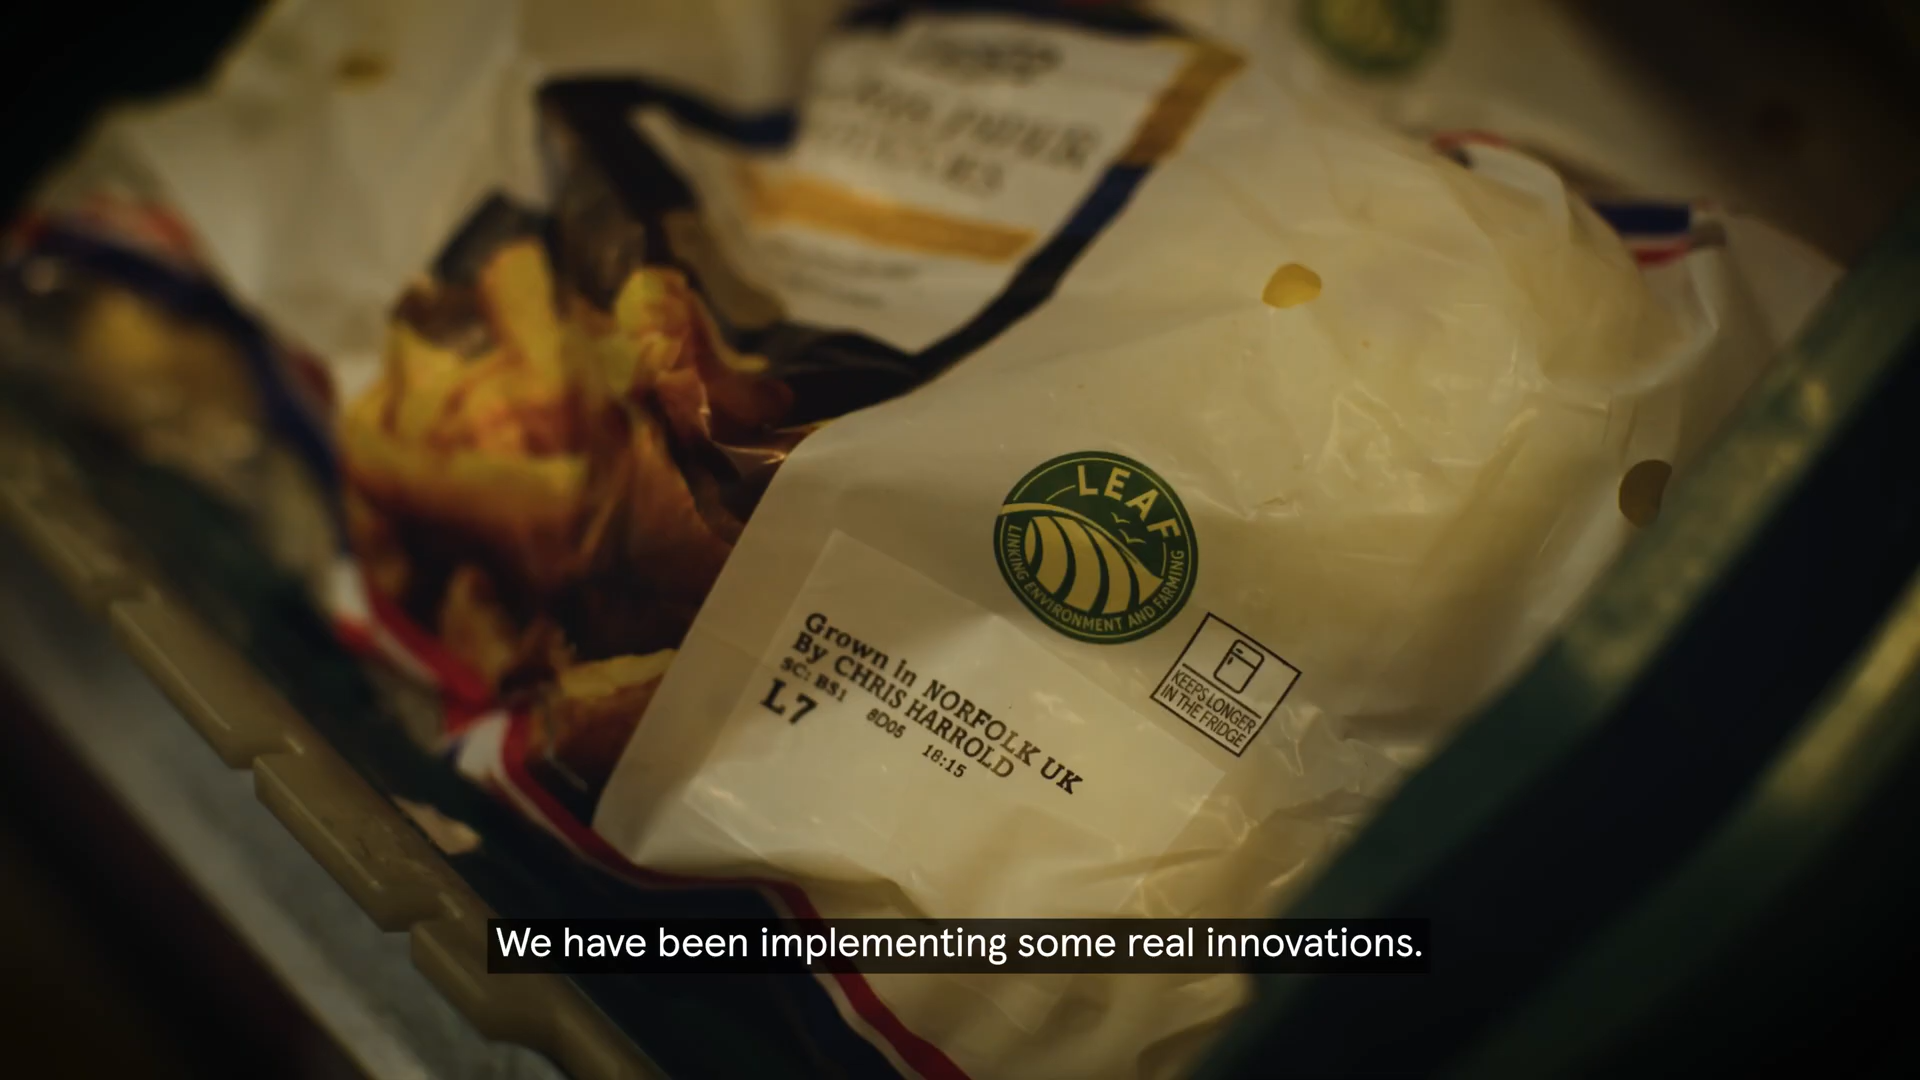 LEAF
LINKING ENVIRONMENT AND FARMING
Grown in NORFOLK UK
By CHRIS HARROLD
SC: BS1 8D05 18:15
L7
KEEPS LONGER
IN THE FRIDGE
We have been implementing some real innovations.